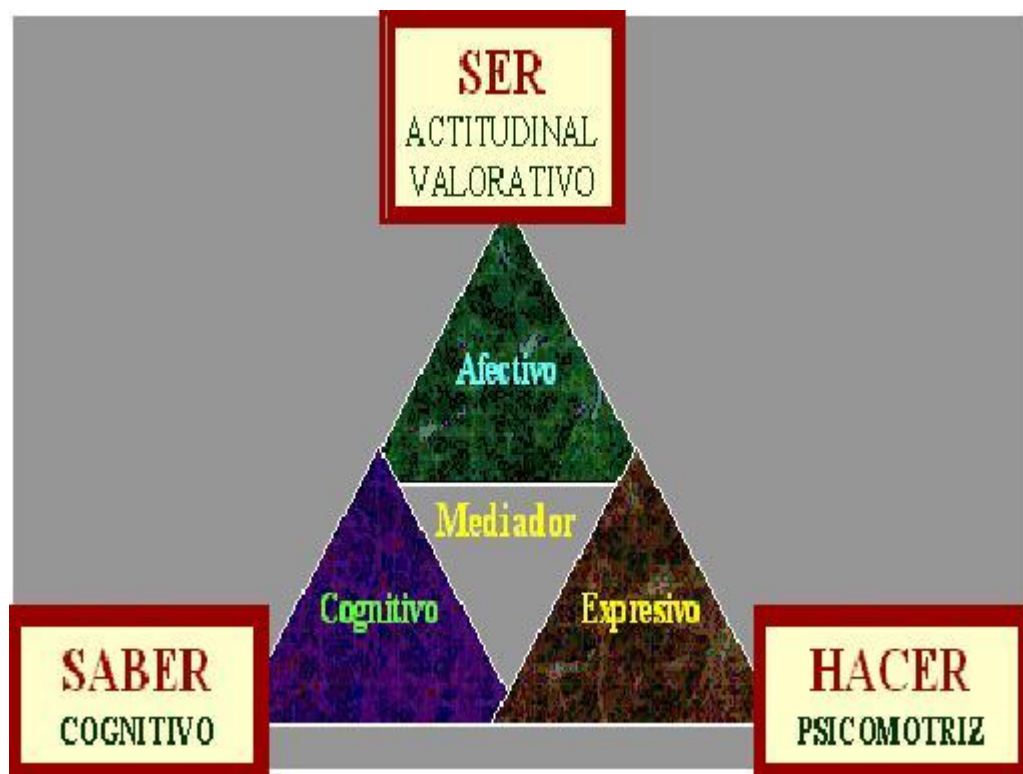 SER
ACTITUDINAL
VALORATIVO
Afectivo
Mediador
Cognitivo
Expresivo
SABER
COGNITIVO
HACER
PSICOMOTRIZ